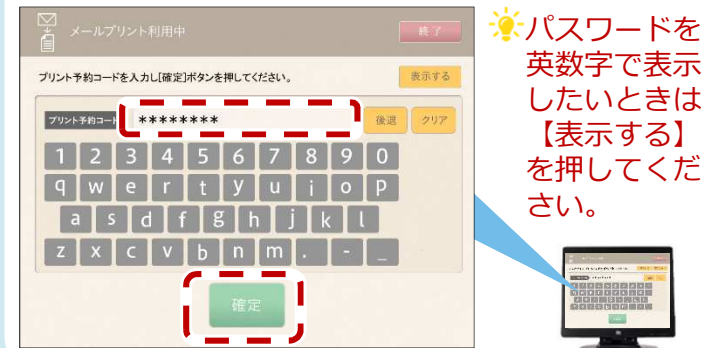 メールプリント利用中
終了
プリント予約コードを入力し[確定]ボタンを押してください。
表示する
プリント予約コード
********
後退
クリア
1 2 3 4 5 6 7 8 9 0
q w e r t y u i o p
a s d f g h j k l
z x c v b n m . - _
確定
パスワードを
英数字で表示
したいときは
【表示する】
を押してくだ
さい。